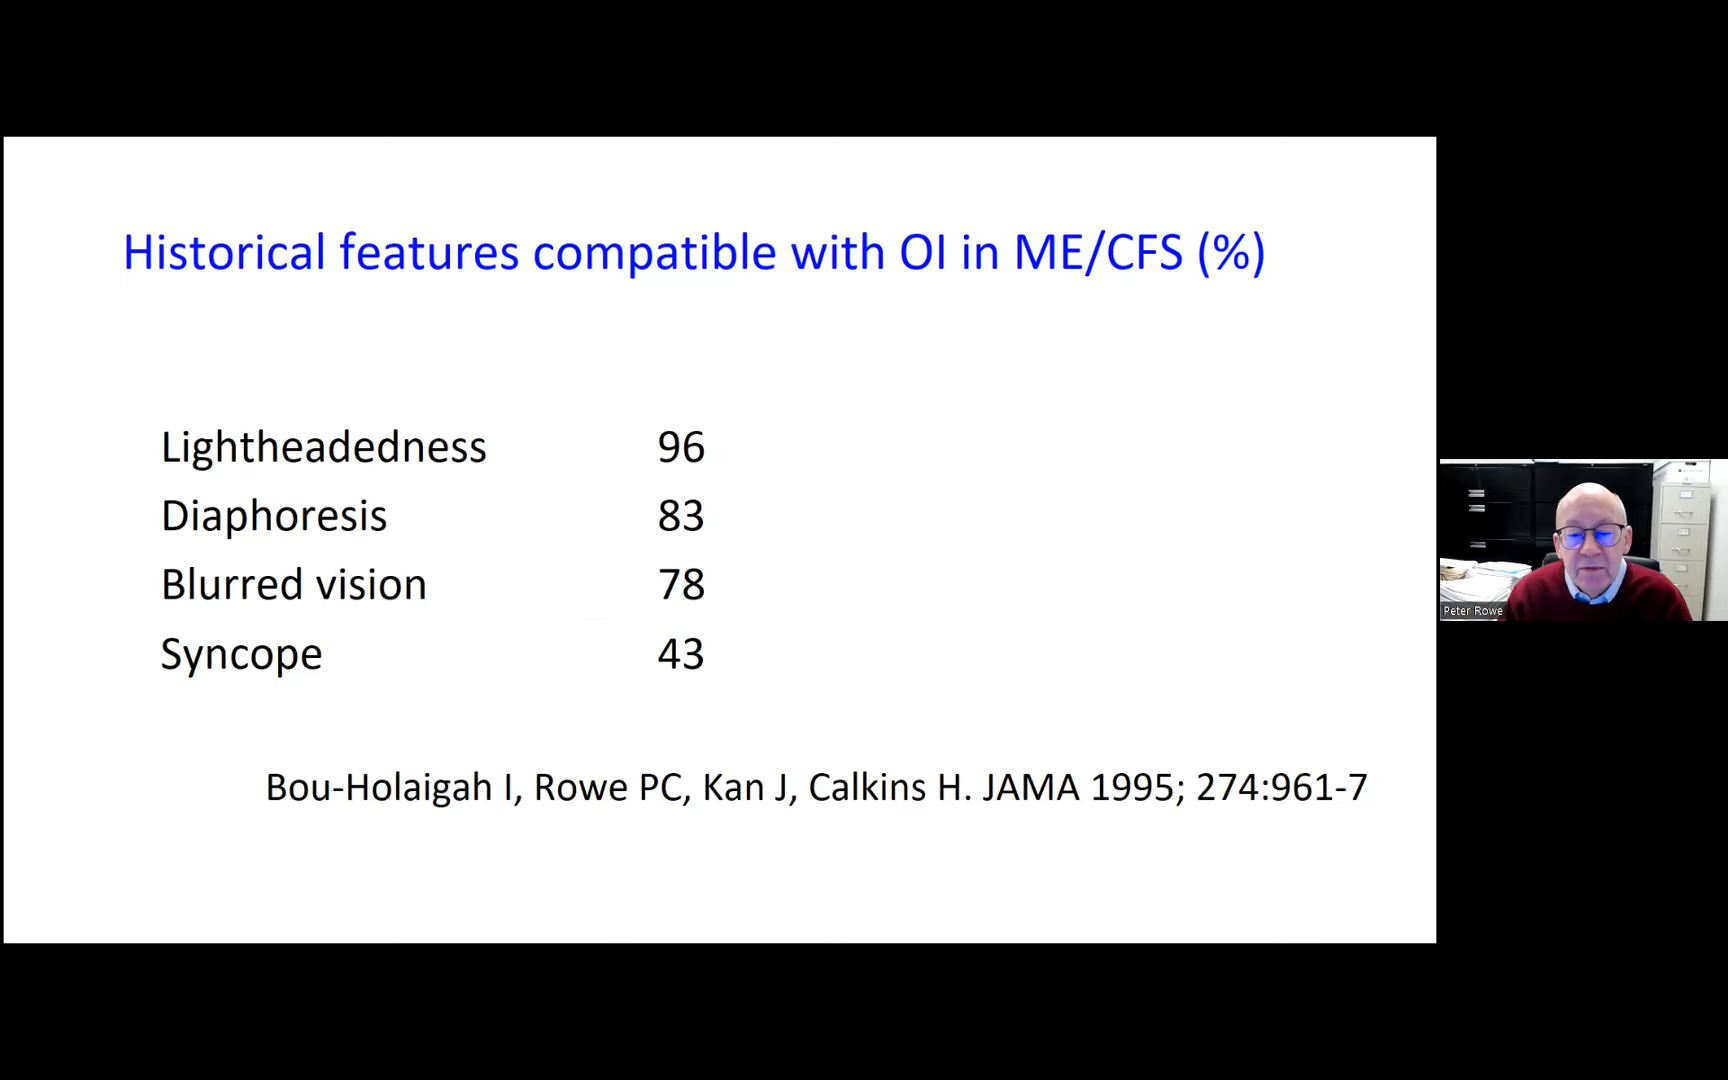 Historical features compatible with OI in ME/CFS (%)
Lightheadedness 96
Diaphoresis 83
Blurred vision 78
Syncope 43
Bou-Holaigah I, Rowe PC, Kan J, Calkins H. JAMA 1995; 274:961-7
Peter Rowe